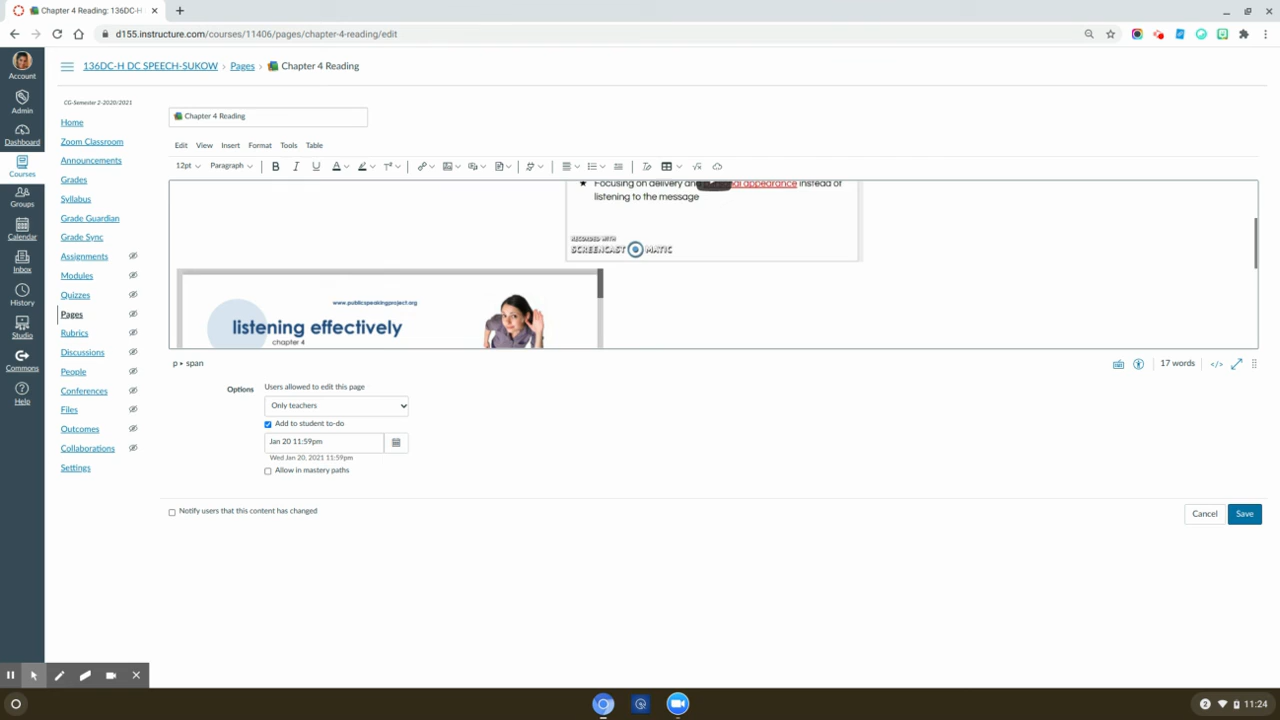 Chapter 4 Reading: 136DC-H
d155.instructure.com/courses/11406/pages/chapter-4-reading/edit
136DC-H DC SPEECH-SUKOW › Pages › Chapter 4 Reading
Account
Admin
Dashboard
Courses
Groups
Calendar
Inbox
History
Studio
Commons
Help
CG-Semester 2-2020/2021
Home
Zoom Classroom
Announcements
Grades
Syllabus
Grade Guardian
Grade Sync
Assignments
Modules
Quizzes
Pages
Rubrics
Discussions
People
Conferences
Files
Outcomes
Collaborations
Settings
Chapter 4 Reading
Edit View Insert Format Tools Table
12pt Paragraph
Focusing on delivery and appearance instead of
listening to the message
RECORDED WITH
SCREENCAST MATIC
www.publicspeakingproject.org
listening effectively
chapter 4
p ▸ span
17 words
Options
Users allowed to edit this page
Only teachers
Add to student to-do
Jan 20 11:59pm
Wed Jan 20, 2021 11:59pm
Allow in mastery paths
Notify users that this content has changed
Cancel Save
2 11:24